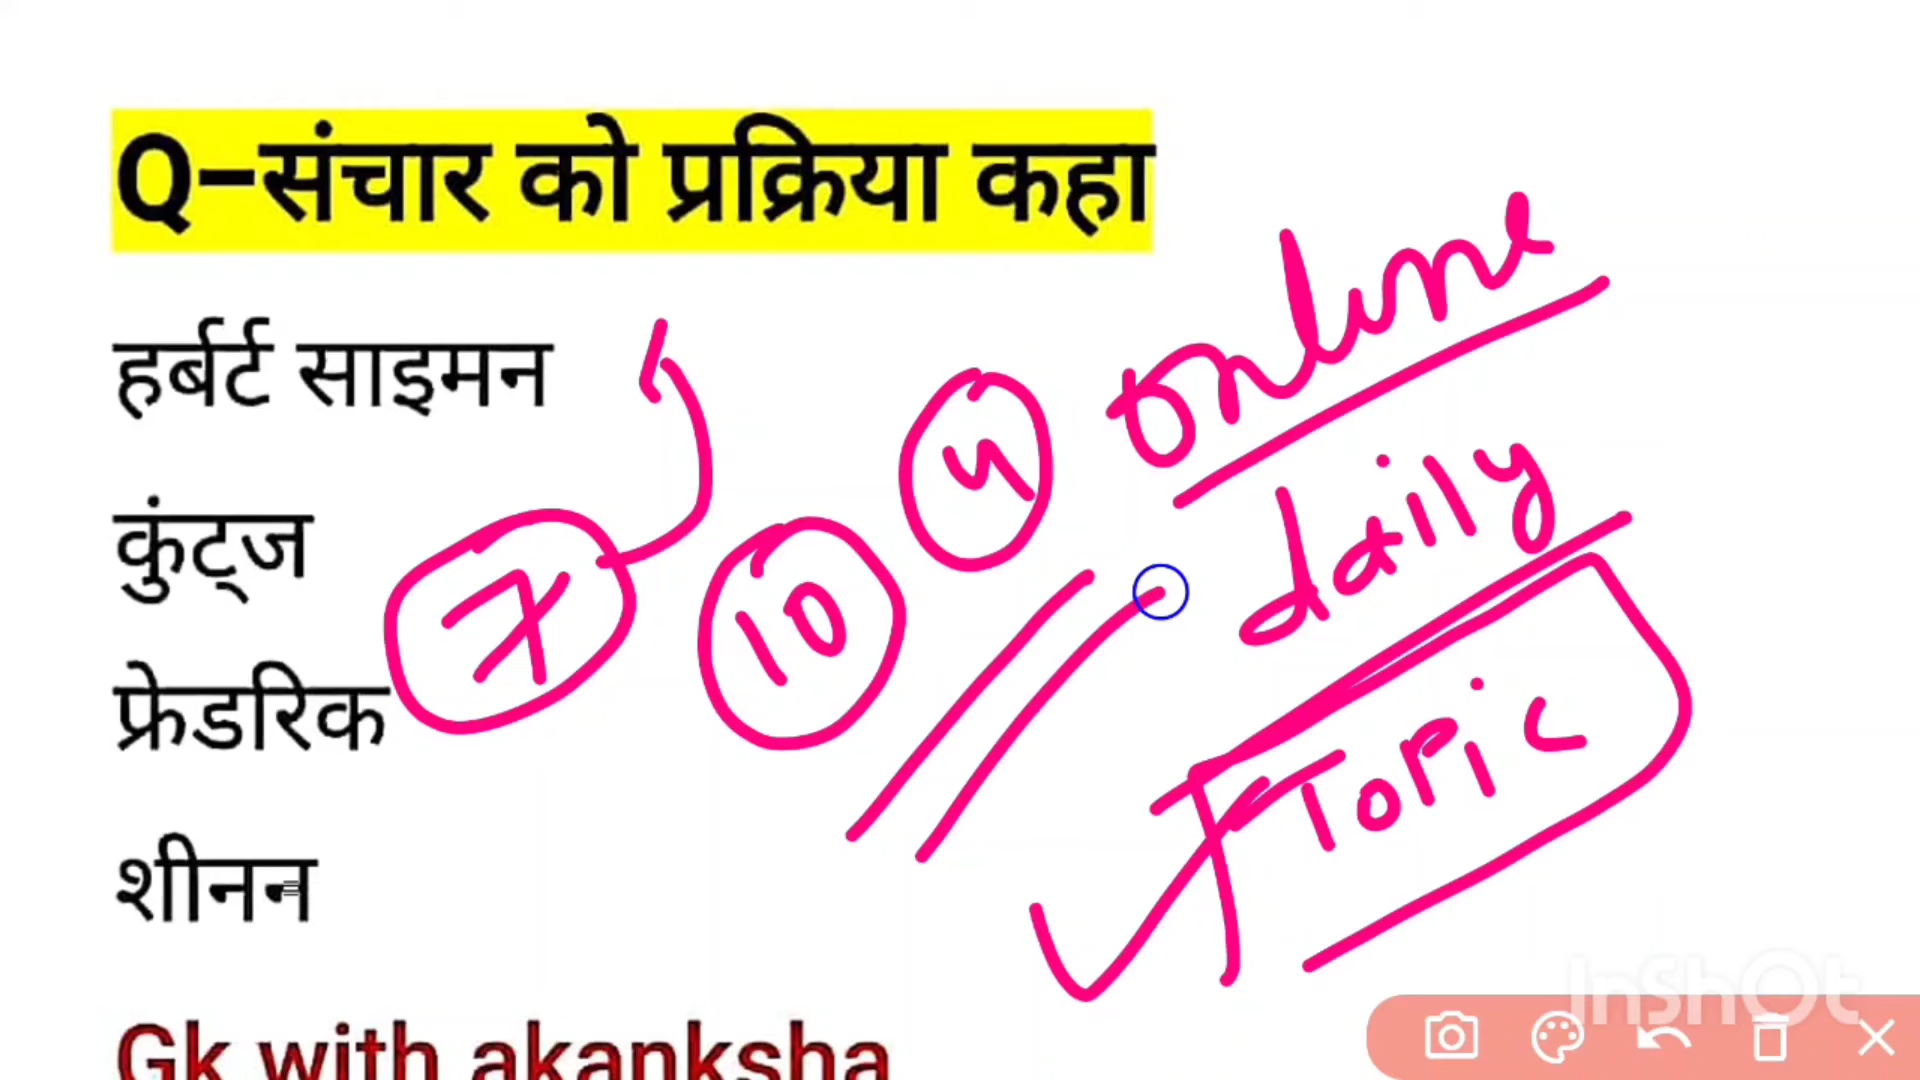 Q–संचार को प्रक्रिया कहा
हर्बर्ट साइमन
कुंट्ज
फ्रेडरिक
शीनन
Gk with akanksha
7
10
4
online
daily
Topic
InShOt